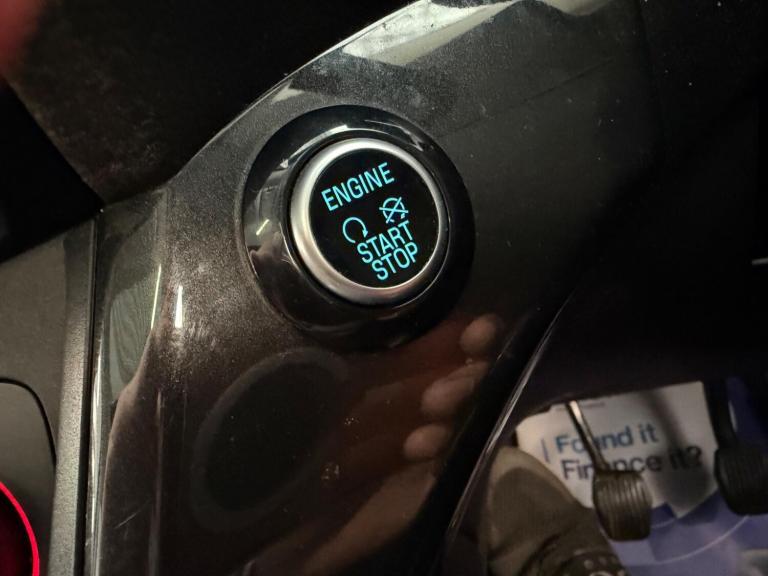 ENGINE
START
STOP
Found it
Finance it?